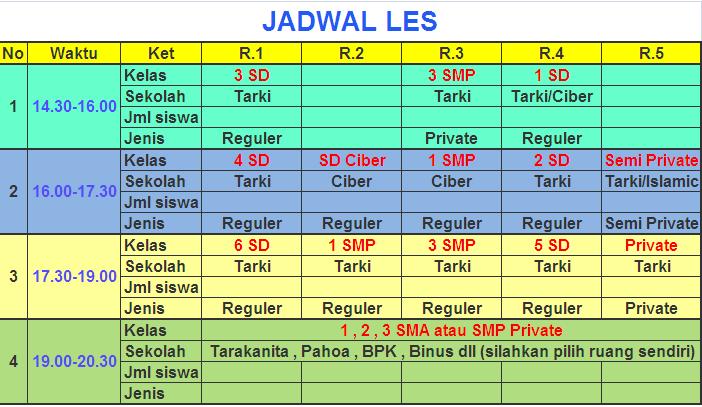 JADWAL LES
No Waktu Ket R.1 R.2 R.3 R.4 R.5
1 14.30-16.00 Kelas 3 SD 3 SMP 1 SD
Sekolah Tarki Tarki Tarki/Ciber
Jml siswa
Jenis Reguler Private Reguler
2 16.00-17.30 Kelas 4 SD SD Ciber 1 SMP 2 SD Semi Private
Sekolah Tarki Ciber Ciber Tarki Tarki/Islamic
Jml siswa
Jenis Reguler Reguler Reguler Reguler Semi Private
3 17.30-19.00 Kelas 6 SD 1 SMP 3 SMP 5 SD Private
Sekolah Tarki Tarki Tarki Tarki Tarki
Jml siswa
Jenis Reguler Reguler Reguler Reguler Private
4 19.00-20.30 Kelas 1 , 2 , 3 SMA atau SMP Private
Sekolah Tarakanita , Pahoa , BPK , Binus dll (silahkan pilih ruang sendiri)
Jml siswa
Jenis